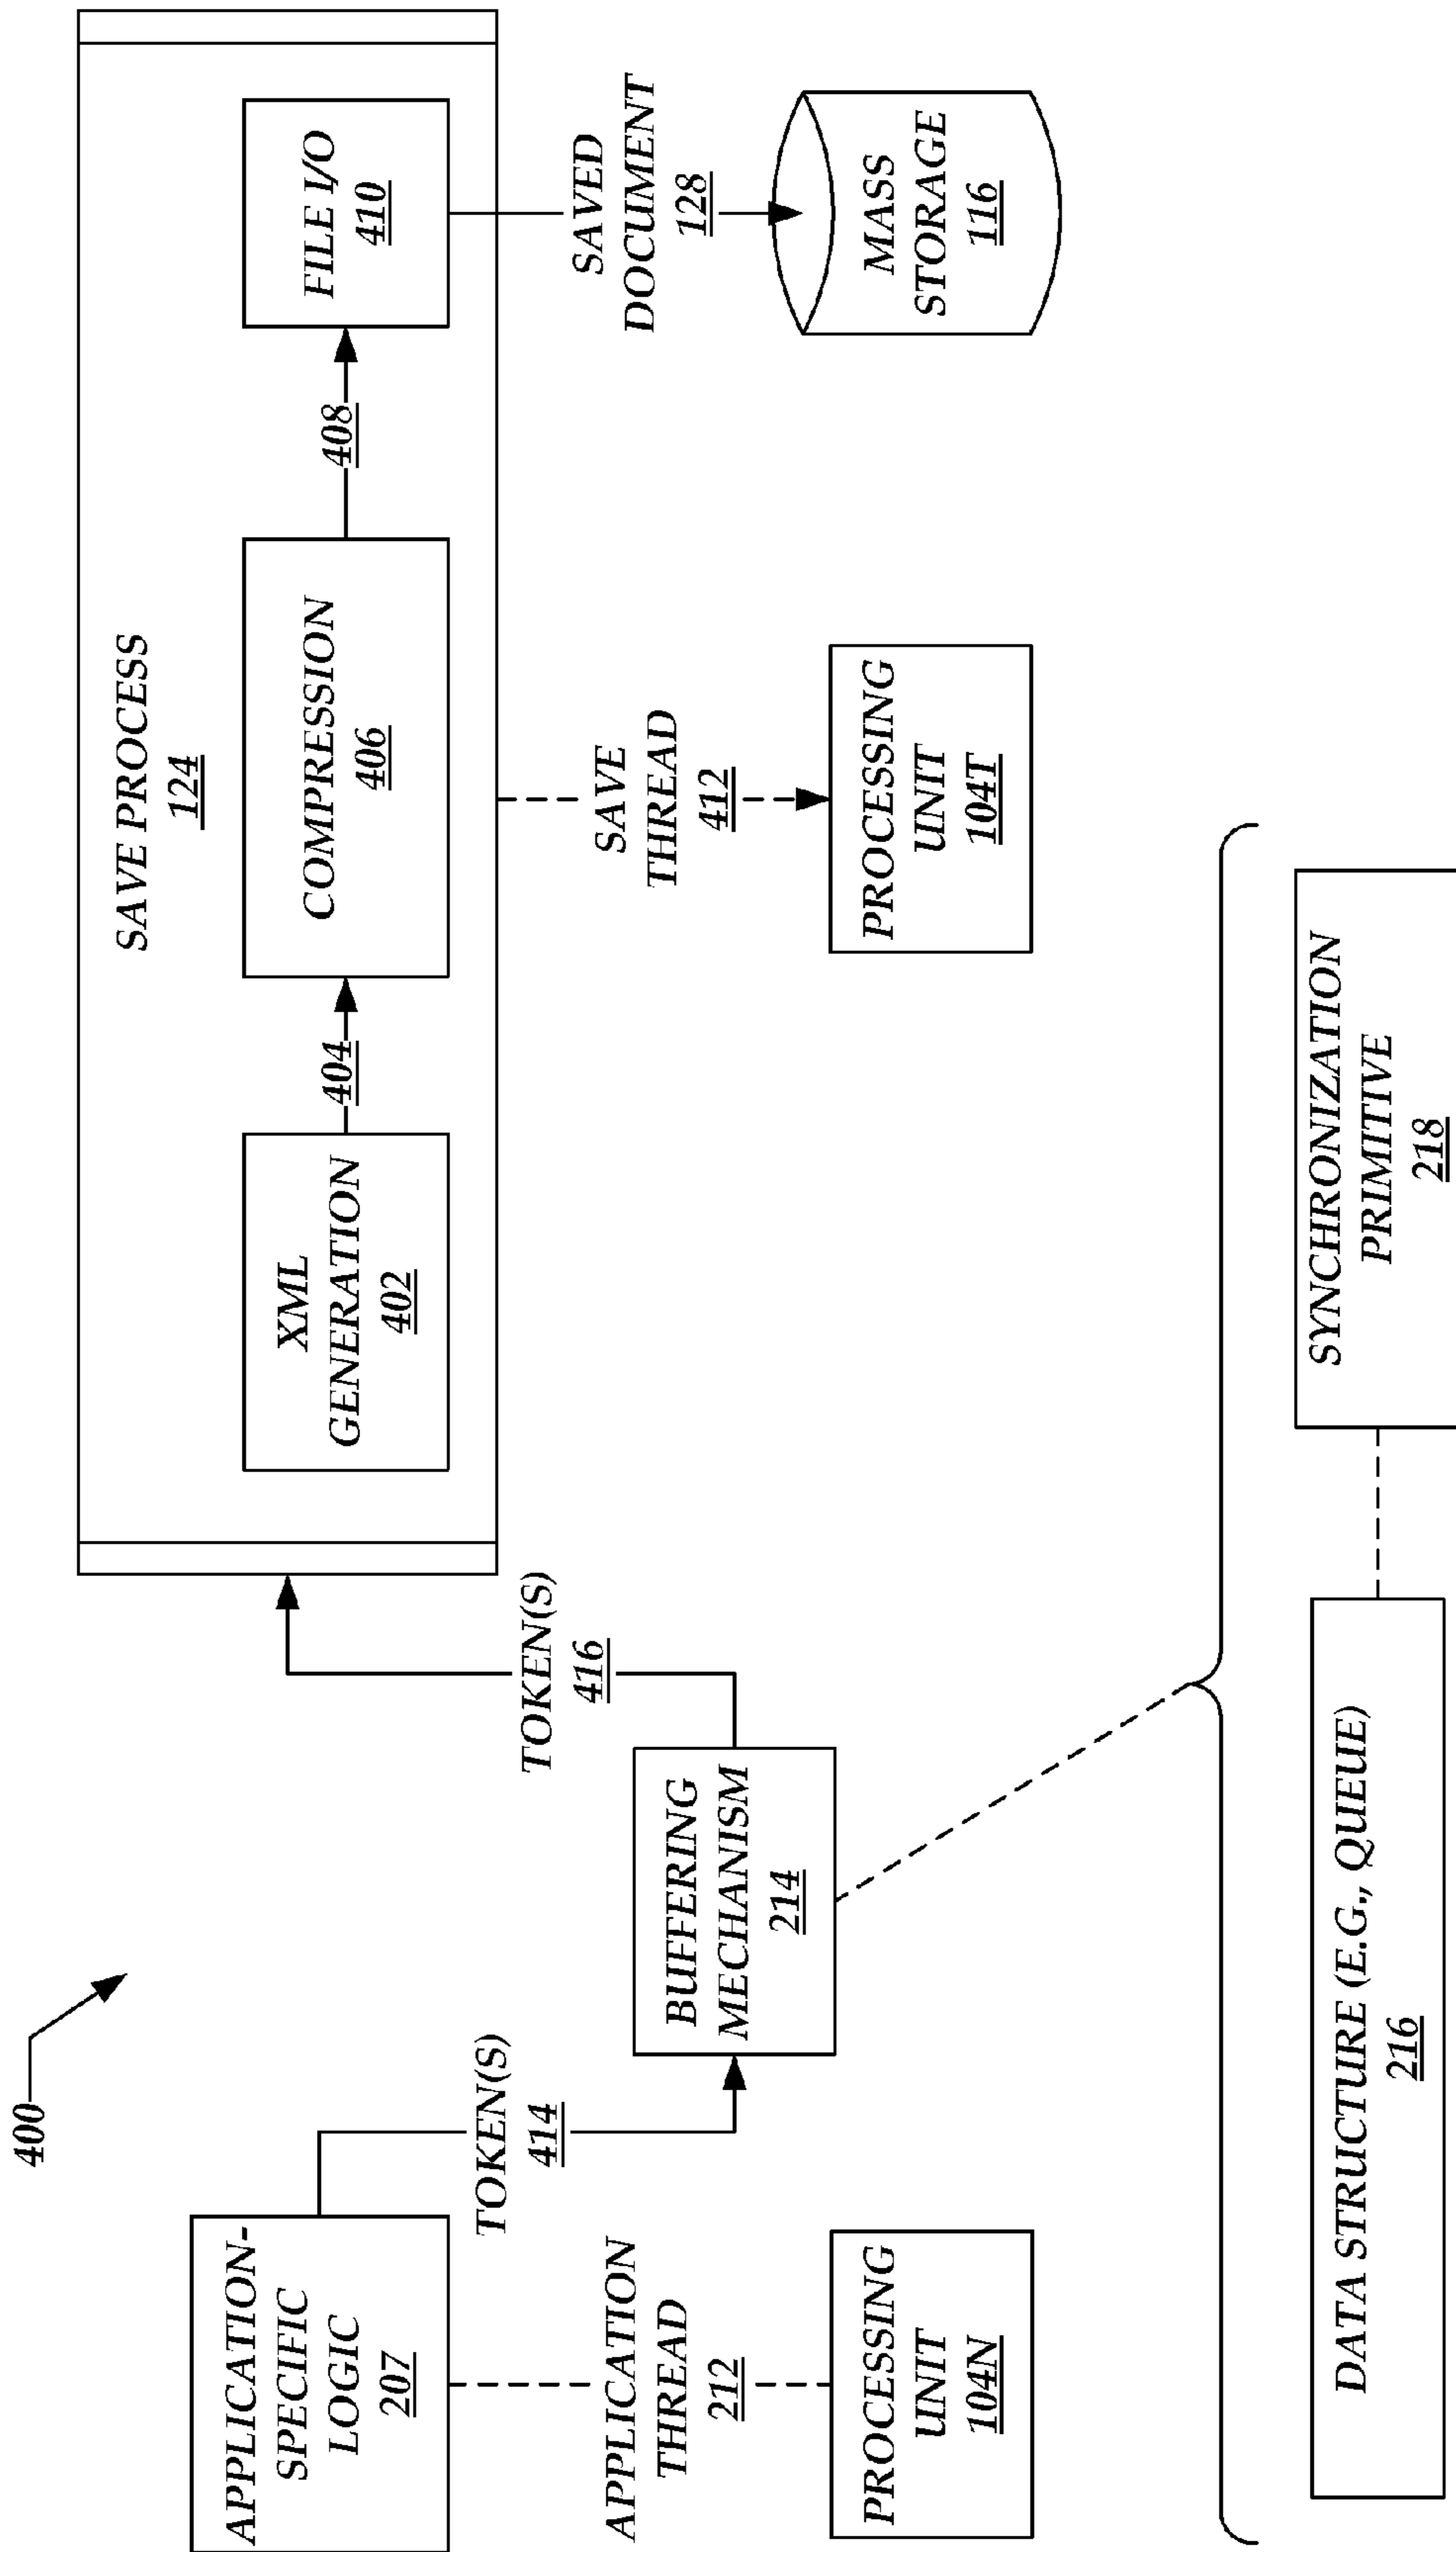 400
SAVE PROCESS
124
APPLICATION-
SPECIFIC
LOGIC
207
TOKEN(S)
414
TOKEN(S)
416
XML
GENERATION
402
404
COMPRESSION
406
408
FILE I/O
410
APPLICATION
THREAD
212
BUFFERING
MECHANISM
214
SAVE
THREAD
412
SAVED
DOCUMENT
128
PROCESSING
UNIT
104N
PROCESSING
UNIT
104T
MASS
STORAGE
116
DATA STRUCTURE (E.G., QUEUE)
216
SYNCHRONIZATION
PRIMITIVE
218